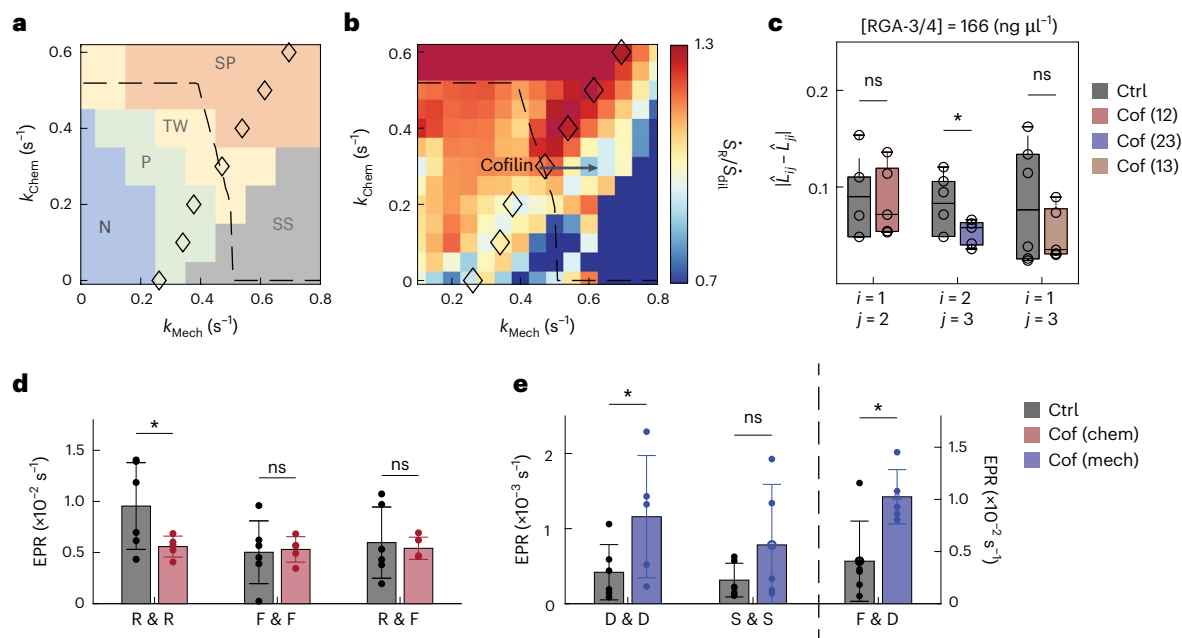 a
0.6
0.4
0.2
0
k_Chem (s⁻¹)
SP
TW
P
N
SS
0
0.2
0.4
0.6
0.8
k_Mech (s⁻¹)
b
0.6
0.4
0.2
0
k_Chem (s⁻¹)
Cofilin
0.2
0.4
0.6
0.8
k_Mech (s⁻¹)
1.3
0.7
Ṡ_R/Ṡ_dil
c
[RGA-3/4] = 166 (ng µl⁻¹)
0.2
0.1
|L̂_ij − L̂_ji|
ns
*
ns
i = 1
j = 2
i = 2
j = 3
i = 1
j = 3
Ctrl
Cof (12)
Cof (23)
Cof (13)
d
EPR (×10⁻² s⁻¹)
1.5
1.0
0.5
0
*
ns
ns
R & R
F & F
R & F
e
EPR (×10⁻³ s⁻¹)
2
1
0
*
ns
*
D & D
S & S
F & D
1.5
1.0
0.5
0
EPR (×10⁻² s⁻¹)
Ctrl
Cof (chem)
Cof (mech)